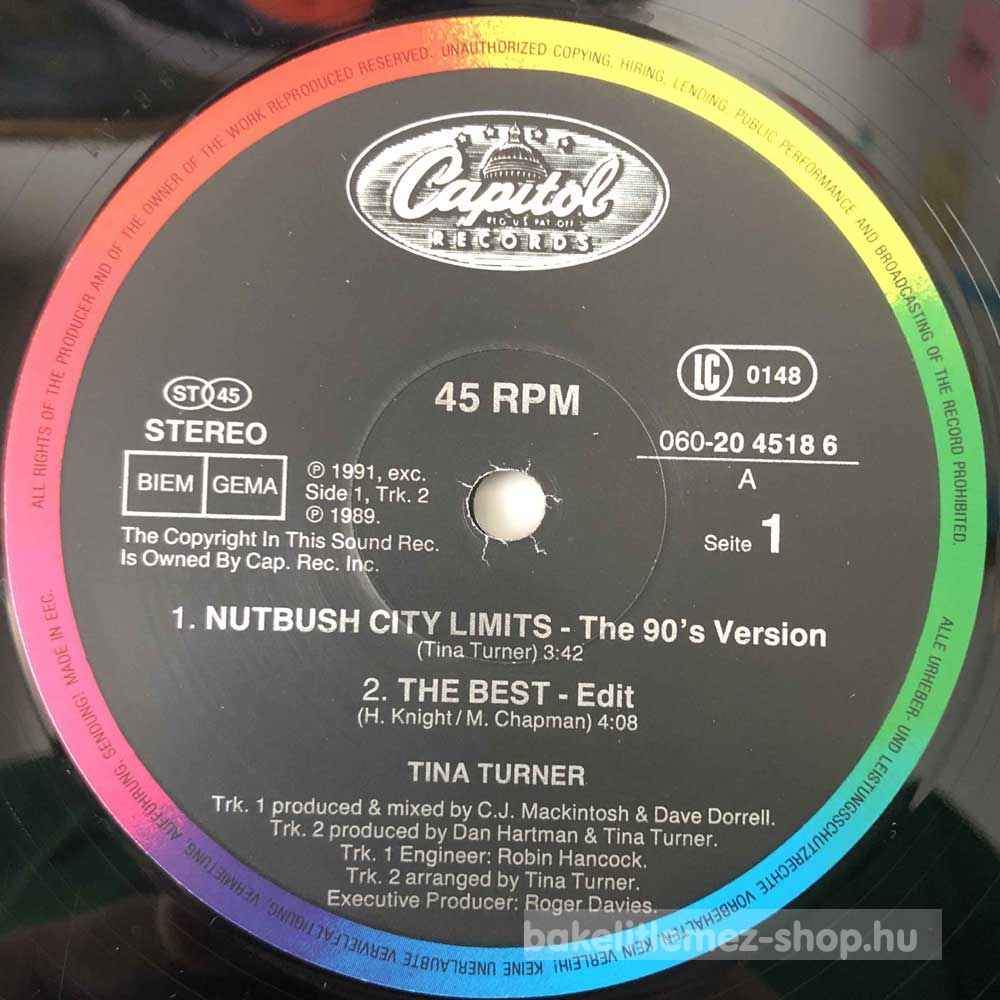 ALL RIGHTS OF THE PRODUCER AND OF THE OWNER OF THE WORK REPRODUCED RESERVED. UNAUTHORIZED COPYING, HIRING, LENDING, PUBLIC PERFORMANCE AND BROADCASTING OF THE RECORD PROHIBITED.
Capitol
REG. U.S. PAT. OFF.
RECORDS
ST 45
STEREO
BIEM GEMA
℗ 1991, exc.
Side 1, Trk. 2
℗ 1989.
The Copyright In This Sound Rec.
Is Owned By Cap. Rec. Inc.
45 RPM
LC 0148
060-20 4518 6
A
Seite 1
1. NUTBUSH CITY LIMITS - The 90's Version
(Tina Turner) 3:42
2. THE BEST - Edit
(H. Knight/M. Chapman) 4:08
TINA TURNER
Trk. 1 produced & mixed by C.J. Mackintosh & Dave Dorrell.
Trk. 2 produced by Dan Hartman & Tina Turner.
Trk. 1 Engineer: Robin Hancock.
Trk. 2 arranged by Tina Turner.
Executive Producer: Roger Davies.
ALLE URHEBER- UND LEISTUNGSSCHUTZRECHTE VORBEHALTEN. KEIN VERLEIH! KEINE UNERLAUBTE VERVIELFÄLTIGUNG, VERMIETUNG, AUFFÜHRUNG, SENDUNG! MADE IN EEC.
bakelitlemez-shop.hu